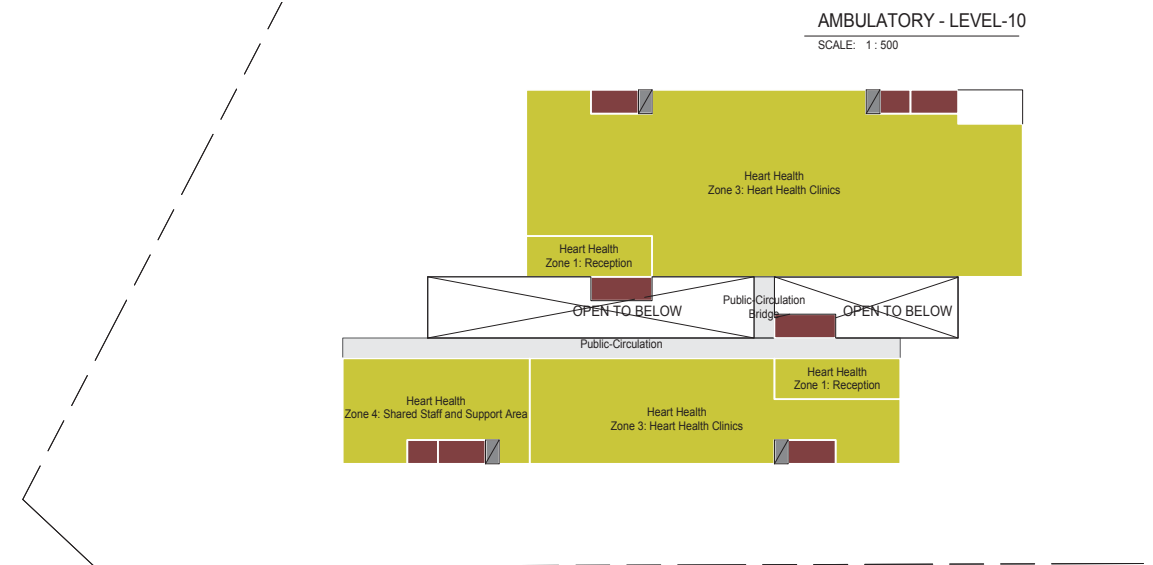 AMBULATORY - LEVEL-10
SCALE: 1 : 500
Heart Health
Zone 3: Heart Health Clinics
Heart Health
Zone 1: Reception
Public-Circulation
Bridge
OPEN TO BELOW
OPEN TO BELOW
Public-Circulation
Heart Health
Zone 1: Reception
Heart Health
Zone 4: Shared Staff and Support Area
Heart Health
Zone 3: Heart Health Clinics